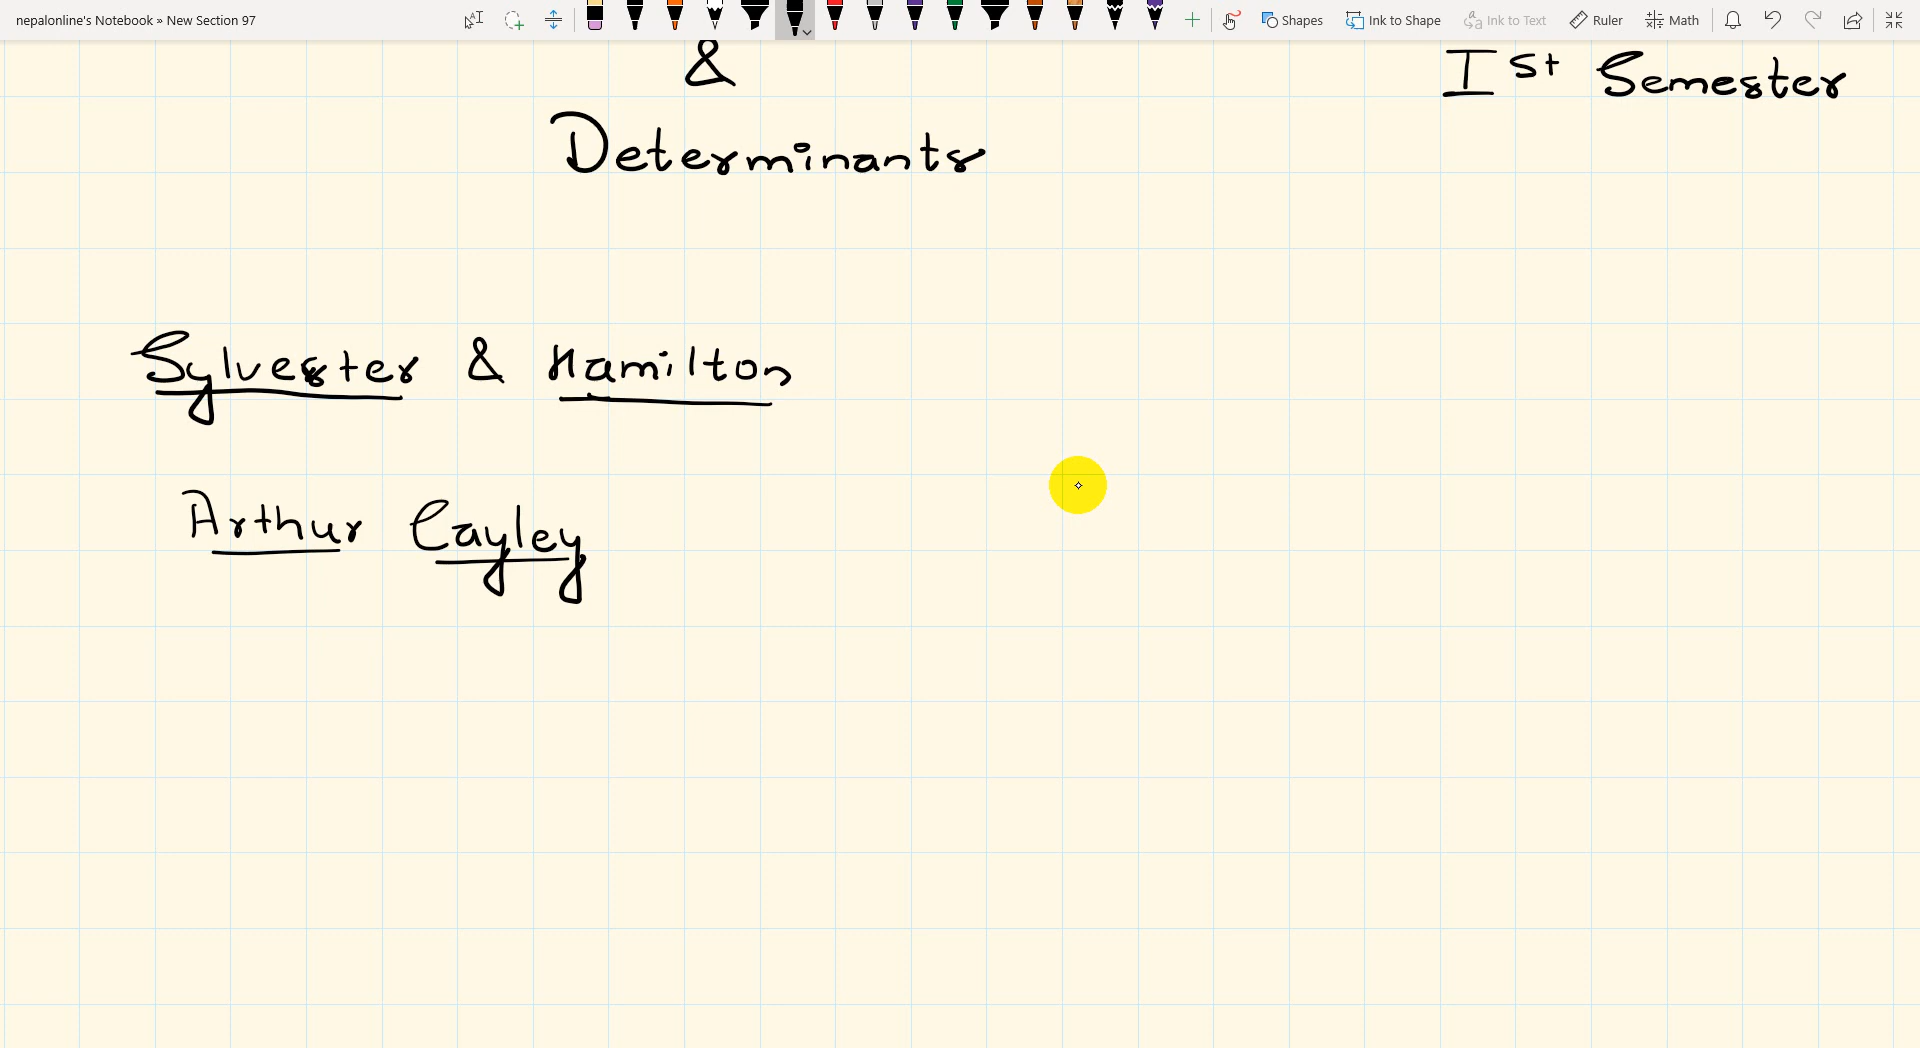 nepalonline's Notebook » New Section 97
Shapes
Ink to Shape
Ink to Text
Ruler
Math
&
Ist Semester
Determinants
Sylvester & Hamilton
Arthur Cayley